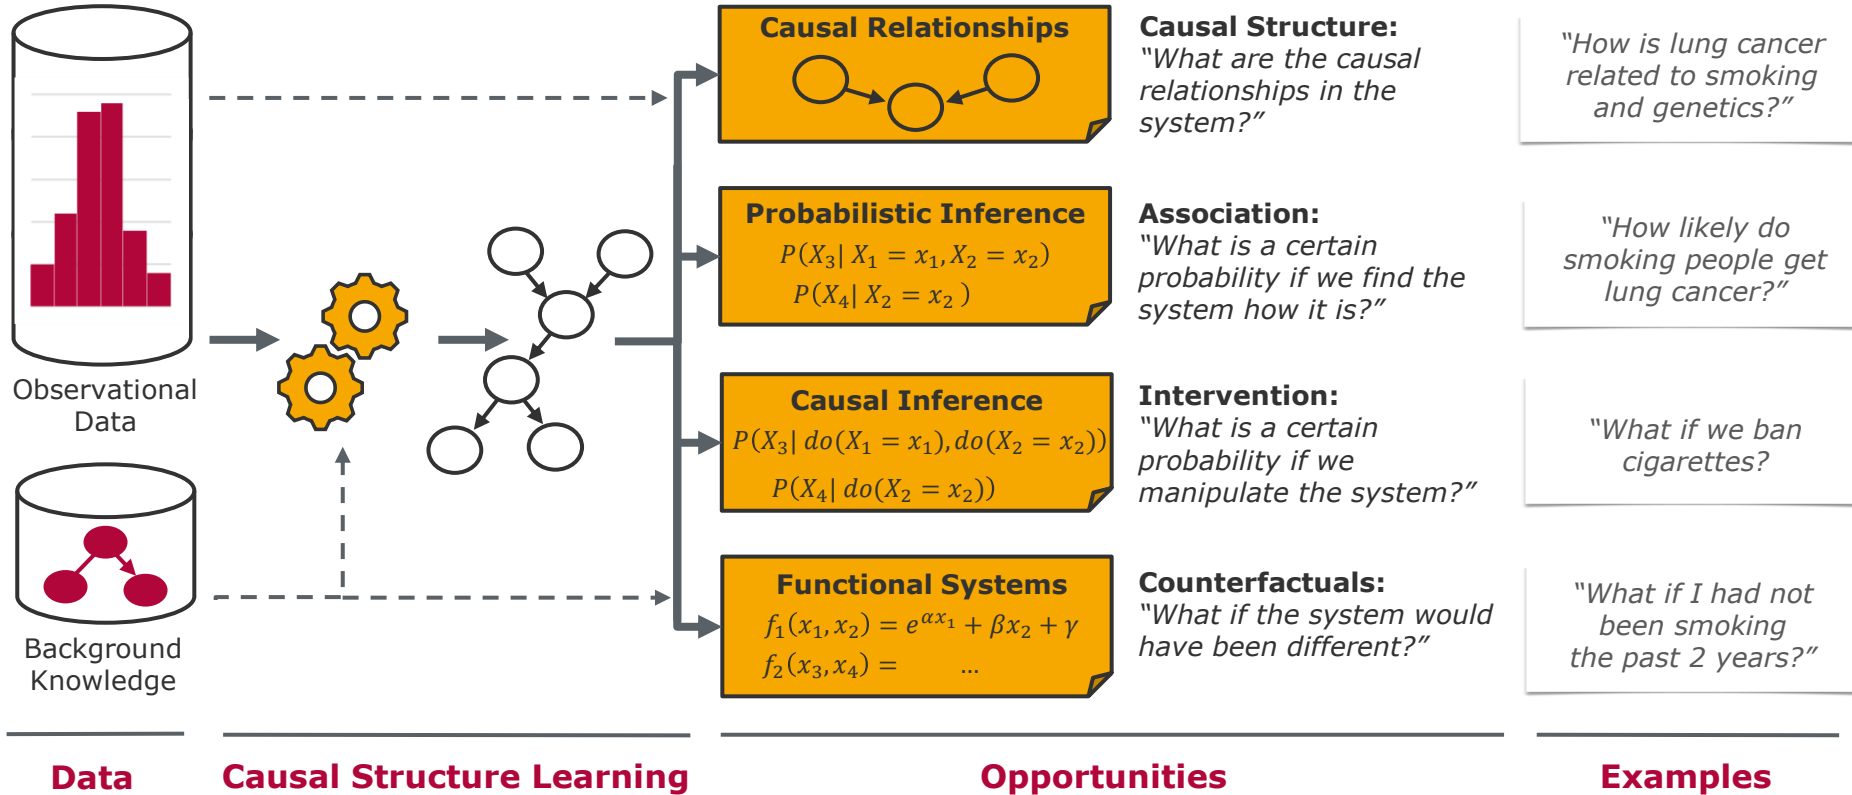 Observational
Data
Background
Knowledge
Causal Relationships
Causal Structure:
“What are the causal
relationships in the
system?”
“How is lung cancer
related to smoking
and genetics?”
Probabilistic Inference
P(X₃| X₁ = x₁, X₂ = x₂)
P(X₄| X₂ = x₂ )
Association:
“What is a certain
probability if we find the
system how it is?”
“How likely do
smoking people get
lung cancer?”
Causal Inference
P(X₃| do(X₁ = x₁), do(X₂ = x₂))
P(X₄| do(X₂ = x₂))
Intervention:
“What is a certain
probability if we
manipulate the system?”
“What if we ban
cigarettes?
Functional Systems
f₁(x₁, x₂) = e^{αx₁} + βx₂ + γ
f₂(x₃, x₄) = ...
Counterfactuals:
“What if the system would
have been different?”
“What if I had not
been smoking
the past 2 years?”
Data
Causal Structure Learning
Opportunities
Examples